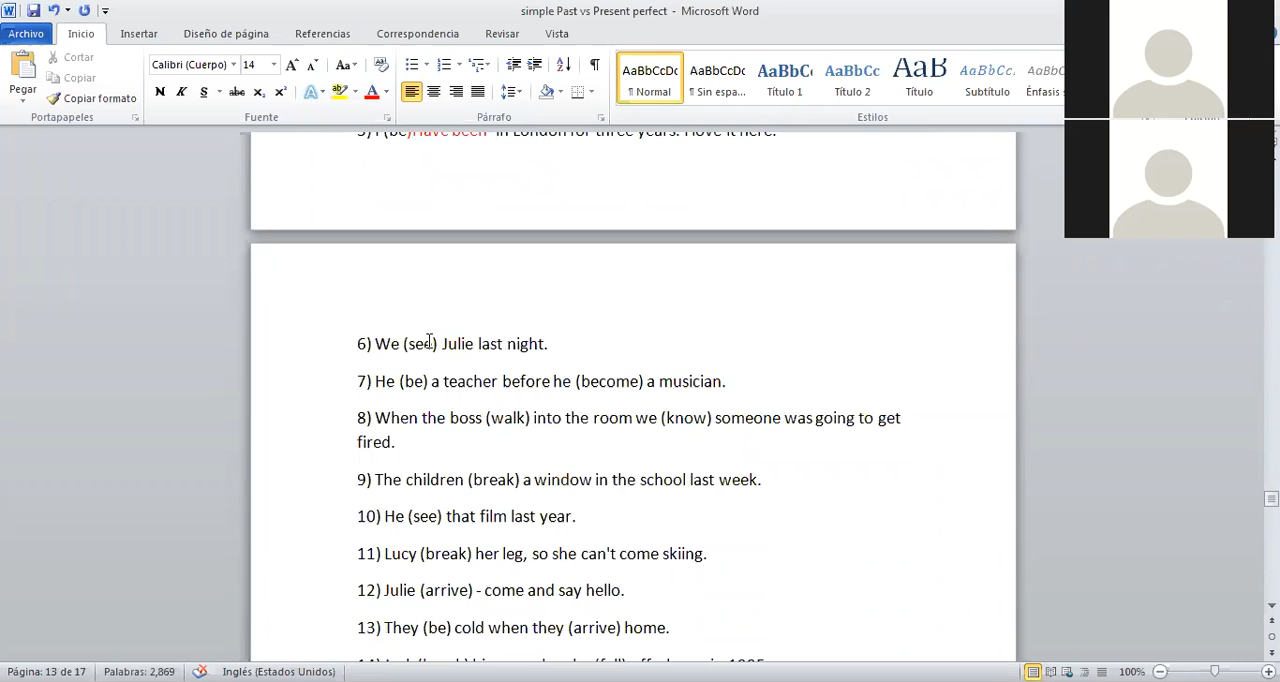 simple Past vs Present perfect - Microsoft Word
Archivo Inicio Insertar Diseño de página Referencias Correspondencia Revisar Vista
Cortar
Copiar
Copiar formato
Pegar
Portapapeles
Calibri (Cuerpo) 14
Fuente
Párrafo
AaBbCcDc AaBbCcDc AaBbC AaBbCc AaB AaBbCc. AaBbCc
¶ Normal ¶ Sin espa... Título 1 Título 2 Título Subtítulo Énfasis
Estilos
5) I (be)Have been in London for three years. I love it here.
6) We (see) Julie last night.
7) He (be) a teacher before he (become) a musician.
8) When the boss (walk) into the room we (know) someone was going to get
fired.
9) The children (break) a window in the school last week.
10) He (see) that film last year.
11) Lucy (break) her leg, so she can't come skiing.
12) Julie (arrive) - come and say hello.
13) They (be) cold when they (arrive) home.
Página: 13 de 17 Palabras: 2,869 Inglés (Estados Unidos) 100%